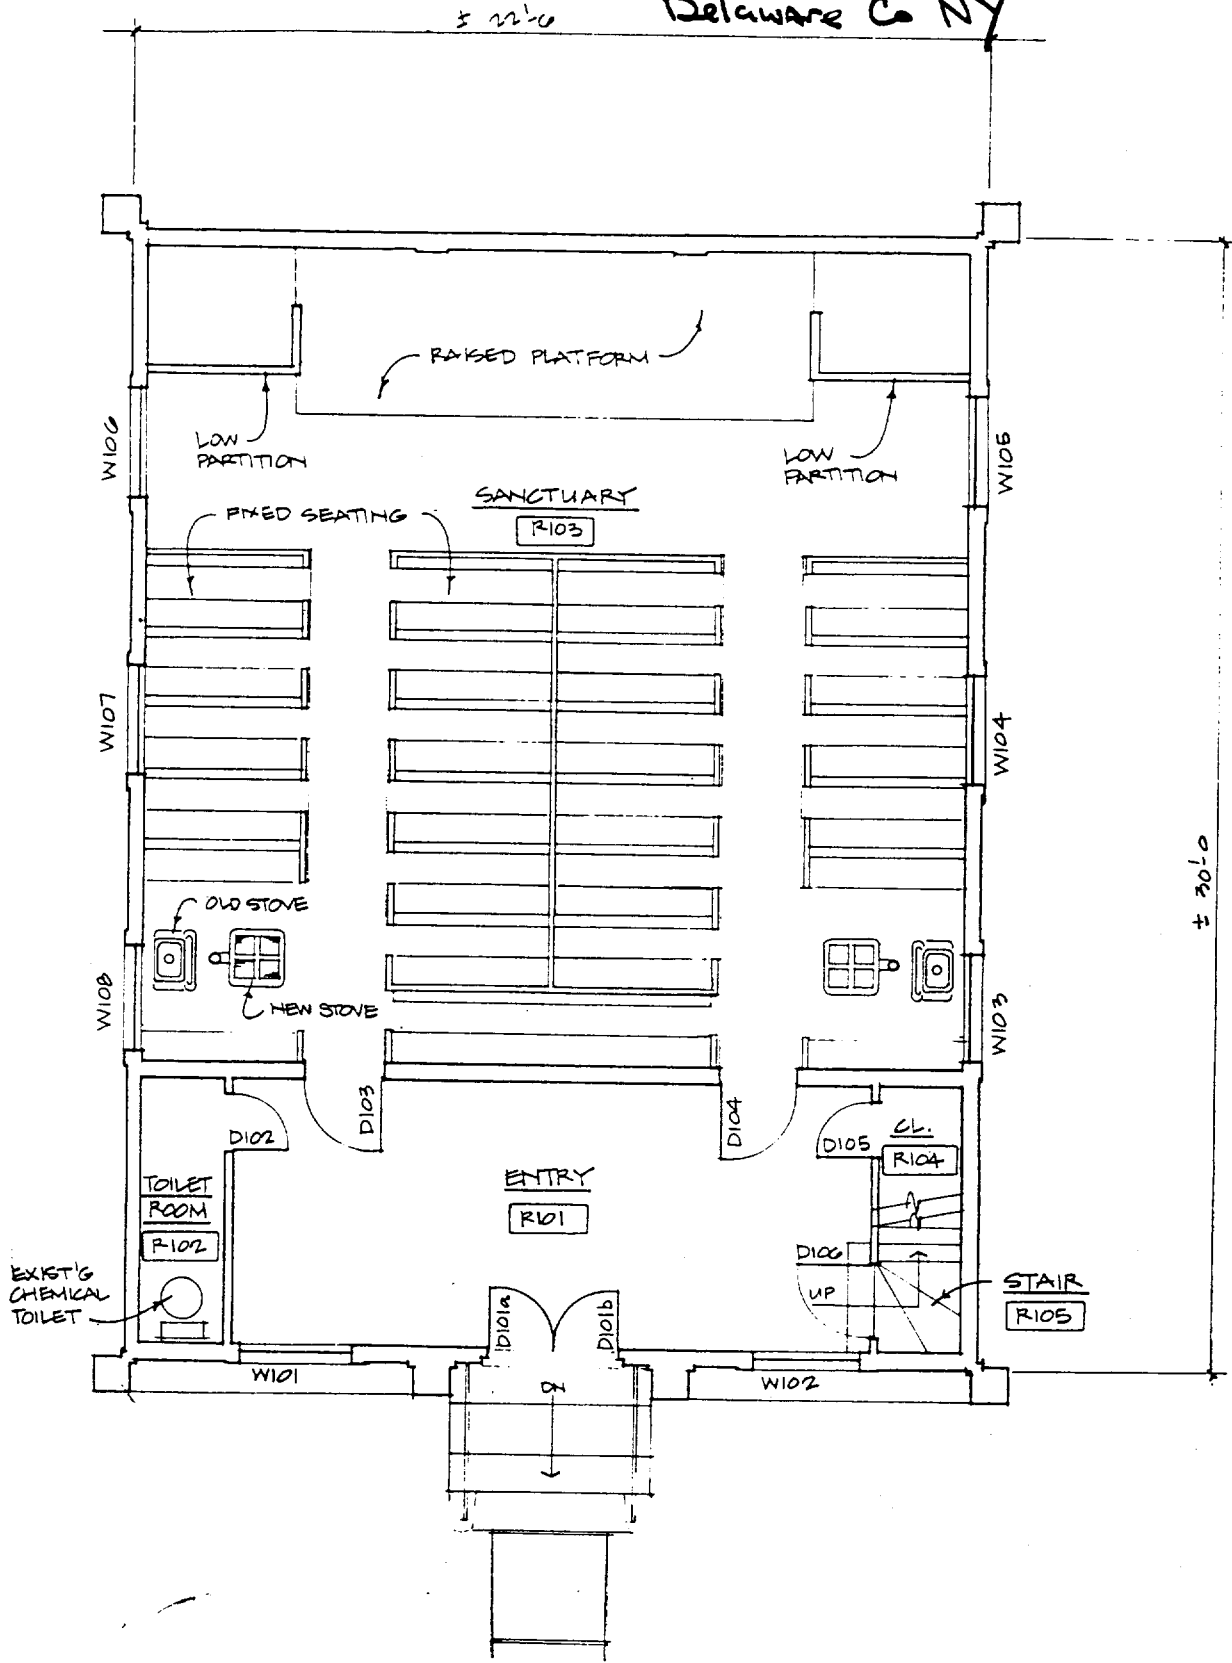 ± 22'-6
Delaware Co NY
RAISED PLATFORM
LOW
PARTITION
LOW
PARTITION
W106
W105
SANCTUARY
R103
FIXED SEATING
W107
W104
± 30'-0
OLD STOVE
NEW STOVE
W108
W103
D103
D104
D102
D105
CL.
R104
TOILET
ROOM
R102
ENTRY
R101
D106
UP
STAIR
R105
EXIST'G
CHEMICAL
TOILET
D101a
D101b
W101
W102
DN